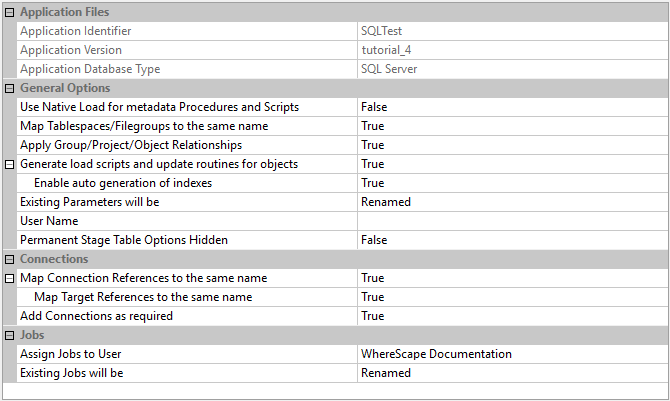 Application Files
Application Identifier SQLTest
Application Version tutorial_4
Application Database Type SQL Server
General Options
Use Native Load for metadata Procedures and Scripts False
Map Tablespaces/Filegroups to the same name True
Apply Group/Project/Object Relationships True
Generate load scripts and update routines for objects True
Enable auto generation of indexes True
Existing Parameters will be Renamed
User Name
Permanent Stage Table Options Hidden False
Connections
Map Connection References to the same name True
Map Target References to the same name True
Add Connections as required True
Jobs
Assign Jobs to User WhereScape Documentation
Existing Jobs will be Renamed